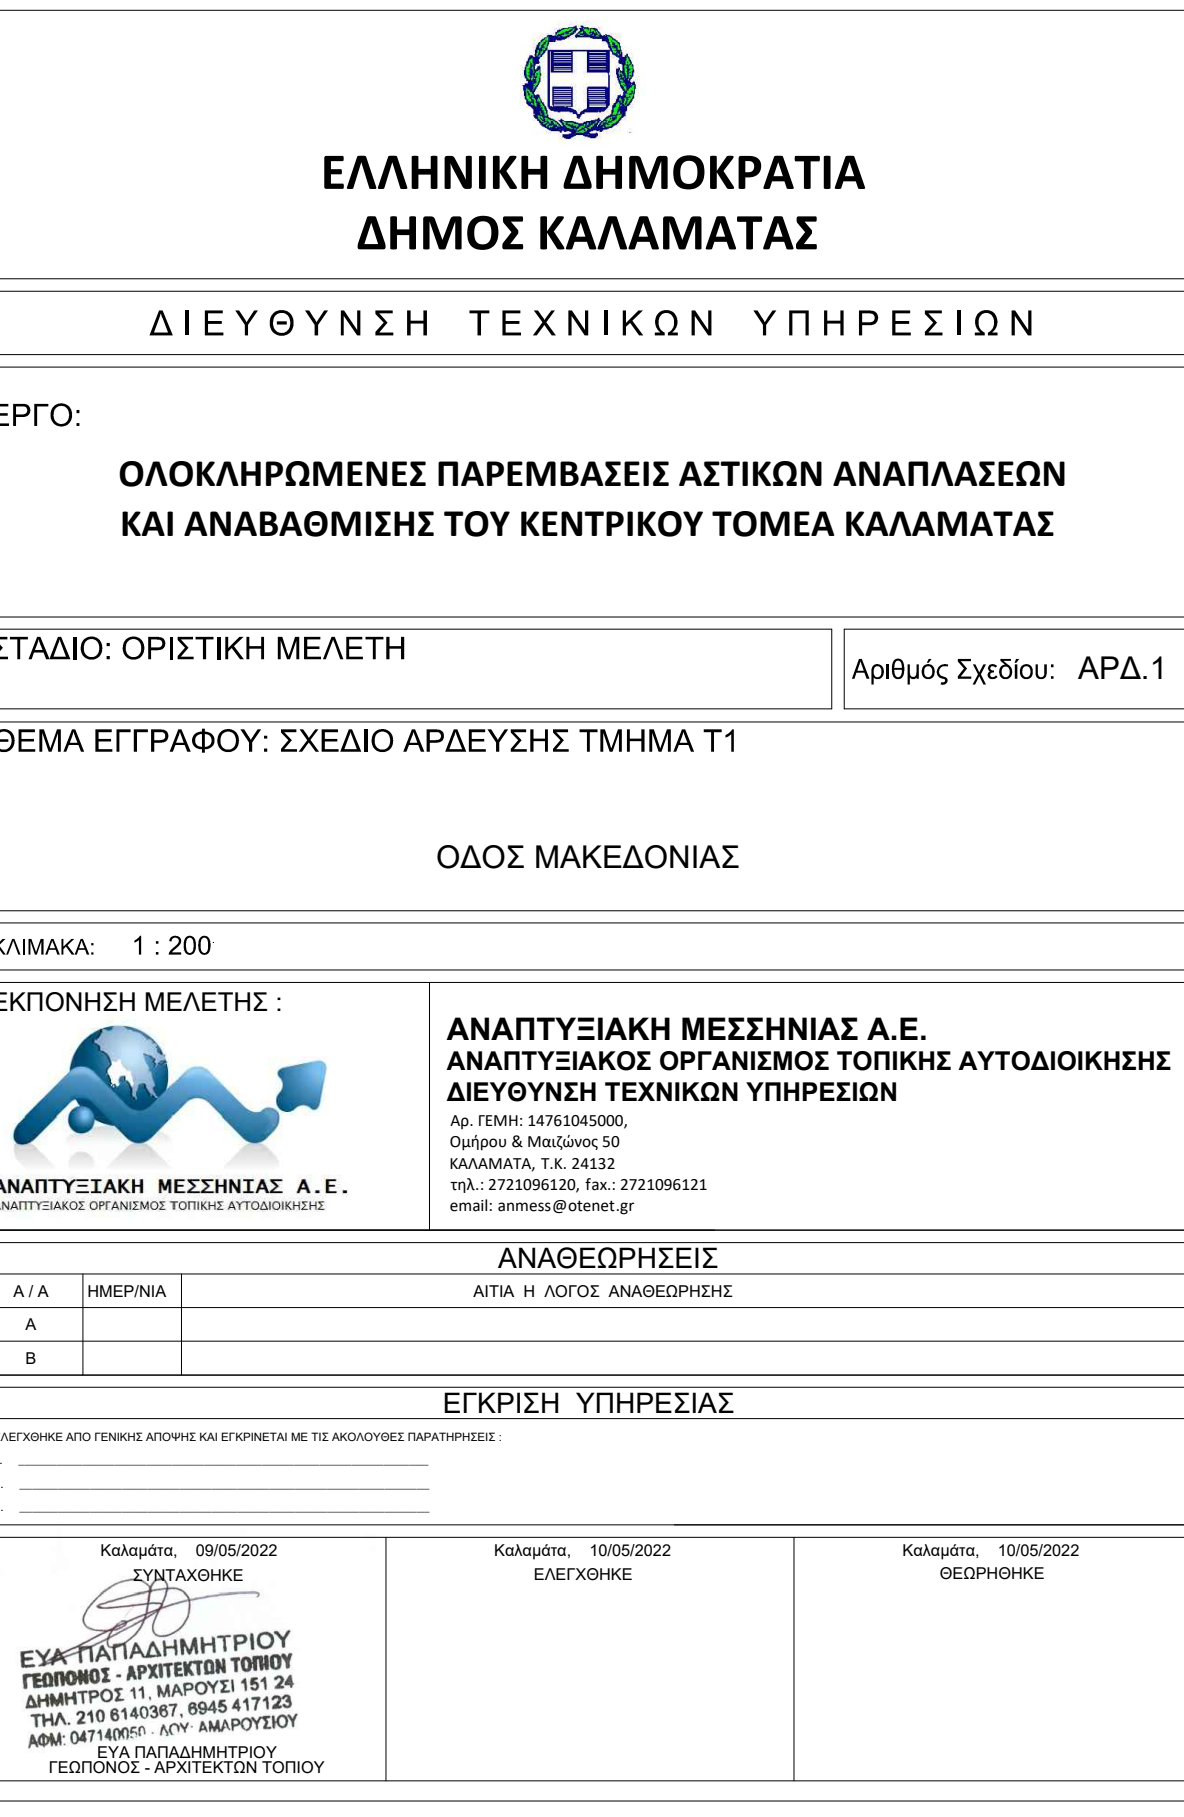 ΕΛΛΗΝΙΚΗ ΔΗΜΟΚΡΑΤΙΑ
ΔΗΜΟΣ ΚΑΛΑΜΑΤΑΣ
ΔΙΕΥΘΥΝΣΗ ΤΕΧΝΙΚΩΝ ΥΠΗΡΕΣΙΩΝ
ΕΡΓΟ:
ΟΛΟΚΛΗΡΩΜΕΝΕΣ ΠΑΡΕΜΒΑΣΕΙΣ ΑΣΤΙΚΩΝ ΑΝΑΠΛΑΣΕΩΝ
ΚΑΙ ΑΝΑΒΑΘΜΙΣΗΣ ΤΟΥ ΚΕΝΤΡΙΚΟΥ ΤΟΜΕΑ ΚΑΛΑΜΑΤΑΣ
ΣΤΑΔΙΟ: ΟΡΙΣΤΙΚΗ ΜΕΛΕΤΗ
Αριθμός Σχεδίου: ΑΡΔ.1
ΘΕΜΑ ΕΓΓΡΑΦΟΥ: ΣΧΕΔΙΟ ΑΡΔΕΥΣΗΣ ΤΜΗΜΑ Τ1
ΟΔΟΣ ΜΑΚΕΔΟΝΙΑΣ
ΚΛΙΜΑΚΑ: 1 : 200
ΕΚΠΟΝΗΣΗ ΜΕΛΕΤΗΣ :
ΑΝΑΠΤΥΞΙΑΚΗ ΜΕΣΣΗΝΙΑΣ Α.Ε.
ΑΝΑΠΤΥΞΙΑΚΟΣ ΟΡΓΑΝΙΣΜΟΣ ΤΟΠΙΚΗΣ ΑΥΤΟΔΙΟΙΚΗΣΗΣ
ΑΝΑΠΤΥΞΙΑΚΗ ΜΕΣΣΗΝΙΑΣ Α.Ε.
ΑΝΑΠΤΥΞΙΑΚΟΣ ΟΡΓΑΝΙΣΜΟΣ ΤΟΠΙΚΗΣ ΑΥΤΟΔΙΟΙΚΗΣΗΣ
ΔΙΕΥΘΥΝΣΗ ΤΕΧΝΙΚΩΝ ΥΠΗΡΕΣΙΩΝ
Αρ. ΓΕΜΗ: 14761045000,
Ομήρου & Μαιζώνος 50
ΚΑΛΑΜΑΤΑ, Τ.Κ. 24132
τηλ.: 2721096120, fax.: 2721096121
email: anmess@otenet.gr
ΑΝΑΘΕΩΡΗΣΕΙΣ
Α / Α ΗΜΕΡ/ΝΙΑ ΑΙΤΙΑ Η ΛΟΓΟΣ ΑΝΑΘΕΩΡΗΣΗΣ
Α
Β
ΕΓΚΡΙΣΗ ΥΠΗΡΕΣΙΑΣ
ΛΕΓΧΘΗΚΕ ΑΠΟ ΓΕΝΙΚΗΣ ΑΠΟΨΗΣ ΚΑΙ ΕΓΚΡΙΝΕΤΑΙ ΜΕ ΤΙΣ ΑΚΟΛΟΥΘΕΣ ΠΑΡΑΤΗΡΗΣΕΙΣ :
Καλαμάτα, 09/05/2022
ΣΥΝΤΑΧΘΗΚΕ
ΕΥΑ ΠΑΠΑΔΗΜΗΤΡΙΟΥ
ΓΕΩΠΟΝΟΣ - ΑΡΧΙΤΕΚΤΩΝ ΤΟΠΙΟΥ
ΔΗΜΗΤΡΟΣ 11, ΜΑΡΟΥΣΙ 151 24
ΤΗΛ. 210 6140367, 6945 417123
ΑΦΜ: 047140050 - ΔΟΥ: ΑΜΑΡΟΥΣΙΟΥ
ΕΥΑ ΠΑΠΑΔΗΜΗΤΡΙΟΥ
ΓΕΩΠΟΝΟΣ - ΑΡΧΙΤΕΚΤΩΝ ΤΟΠΙΟΥ
Καλαμάτα, 10/05/2022
ΕΛΕΓΧΘΗΚΕ
Καλαμάτα, 10/05/2022
ΘΕΩΡΗΘΗΚΕ